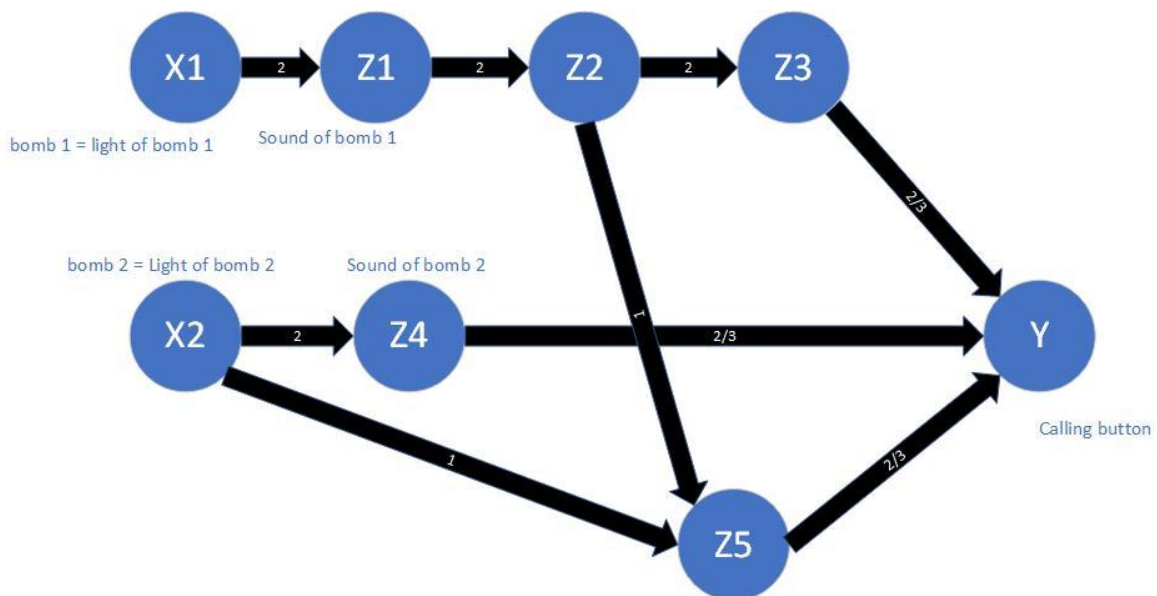 X1
2
Z1
2
Z2
2
Z3
bomb 1 = light of bomb 1
Sound of bomb 1
2/3
bomb 2 = Light of bomb 2
Sound of bomb 2
X2
2
Z4
1
2/3
Y
Calling button
1
2/3
Z5